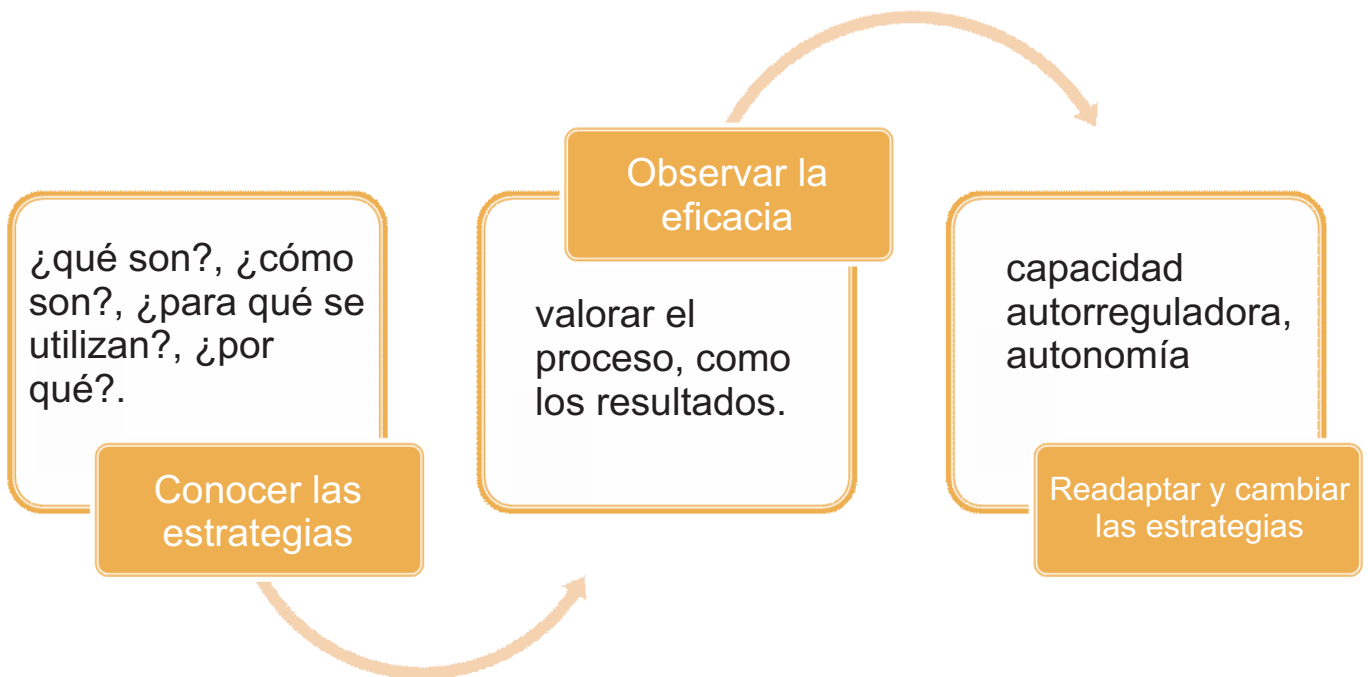 ¿qué son?, ¿cómo
son?, ¿para qué se
utilizan?, ¿por
qué?.
Conocer las
estrategias
Observar la
eficacia
valorar el
proceso, como
los resultados.
capacidad
autorreguladora,
autonomía
Readaptar y cambiar
las estrategias